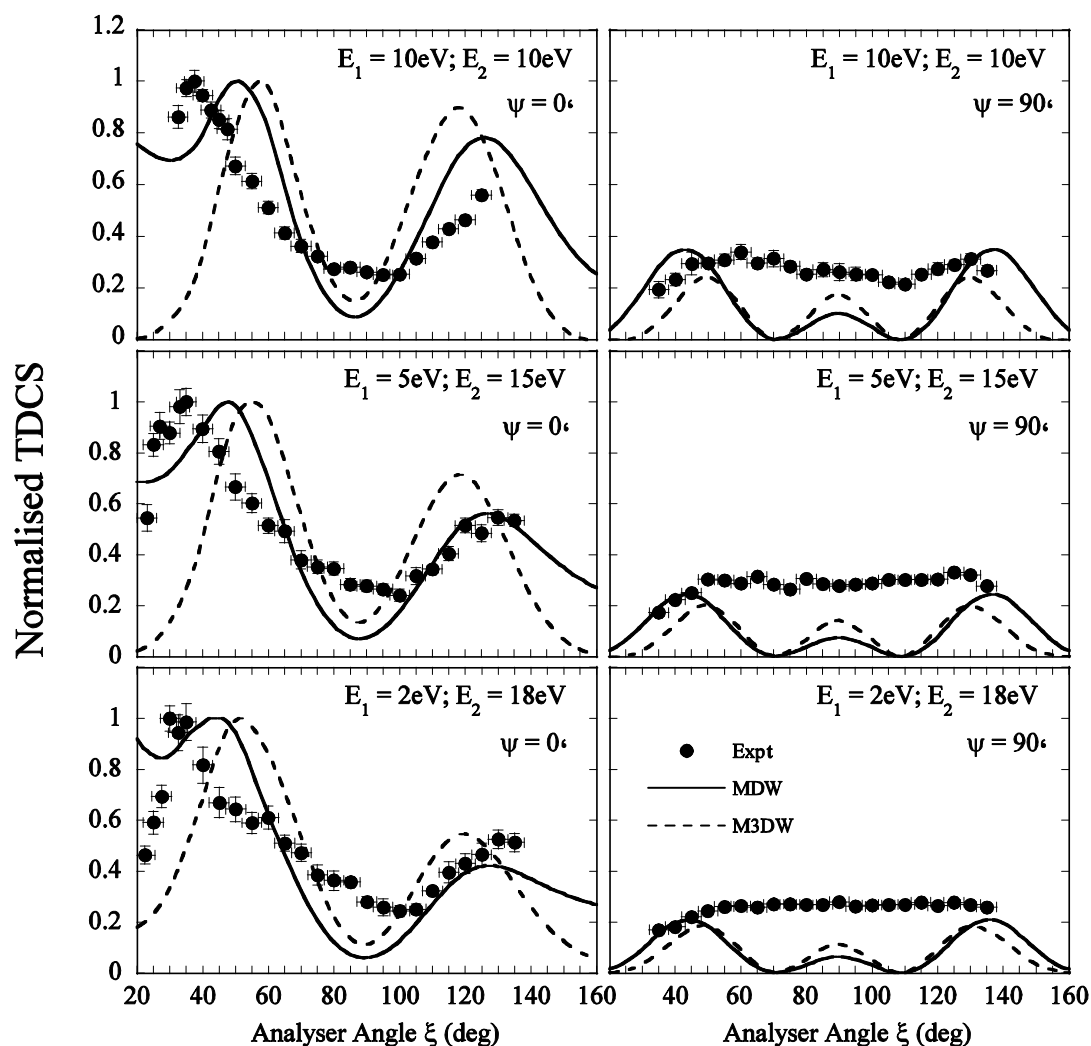 Normalised TDCS
1.2
1
0.8
0.6
0.4
0.2
0
E1 = 10eV; E2 = 10eV
ψ = 0°
E1 = 10eV; E2 = 10eV
ψ = 90°
1
0.8
0.6
0.4
0.2
0
E1 = 5eV; E2 = 15eV
ψ = 0°
E1 = 5eV; E2 = 15eV
ψ = 90°
1
0.8
0.6
0.4
0.2
0
E1 = 2eV; E2 = 18eV
ψ = 0°
E1 = 2eV; E2 = 18eV
ψ = 90°
Expt
MDW
M3DW
20 40 60 80 100 120 140 160
40 60 80 100 120 140 160
Analyser Angle ξ (deg)
Analyser Angle ξ (deg)